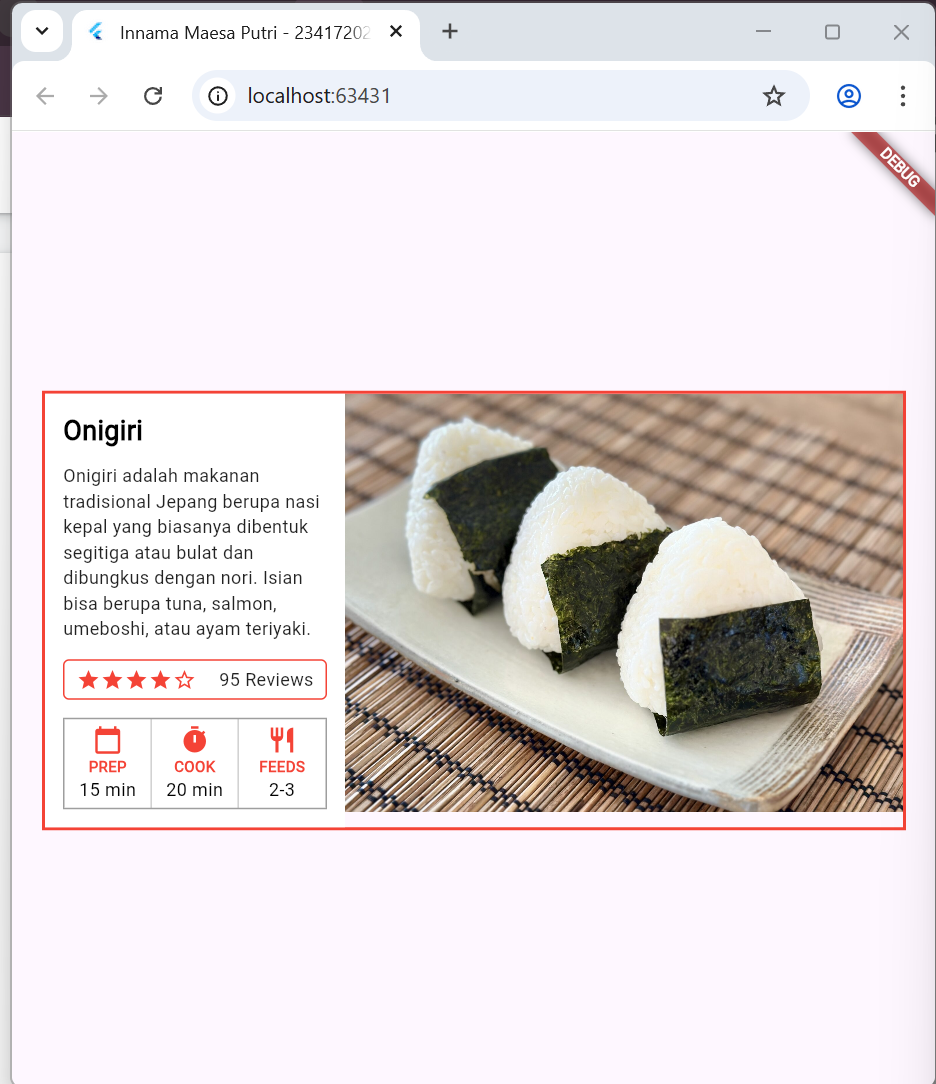 Innama Maesa Putri - 23417202
localhost:63431
DEBUG
Onigiri
Onigiri adalah makanan
tradisional Jepang berupa nasi
kepal yang biasanya dibentuk
segitiga atau bulat dan
dibungkus dengan nori. Isian
bisa berupa tuna, salmon,
umeboshi, atau ayam teriyaki.
95 Reviews
PREP COOK FEEDS
15 min 20 min 2-3